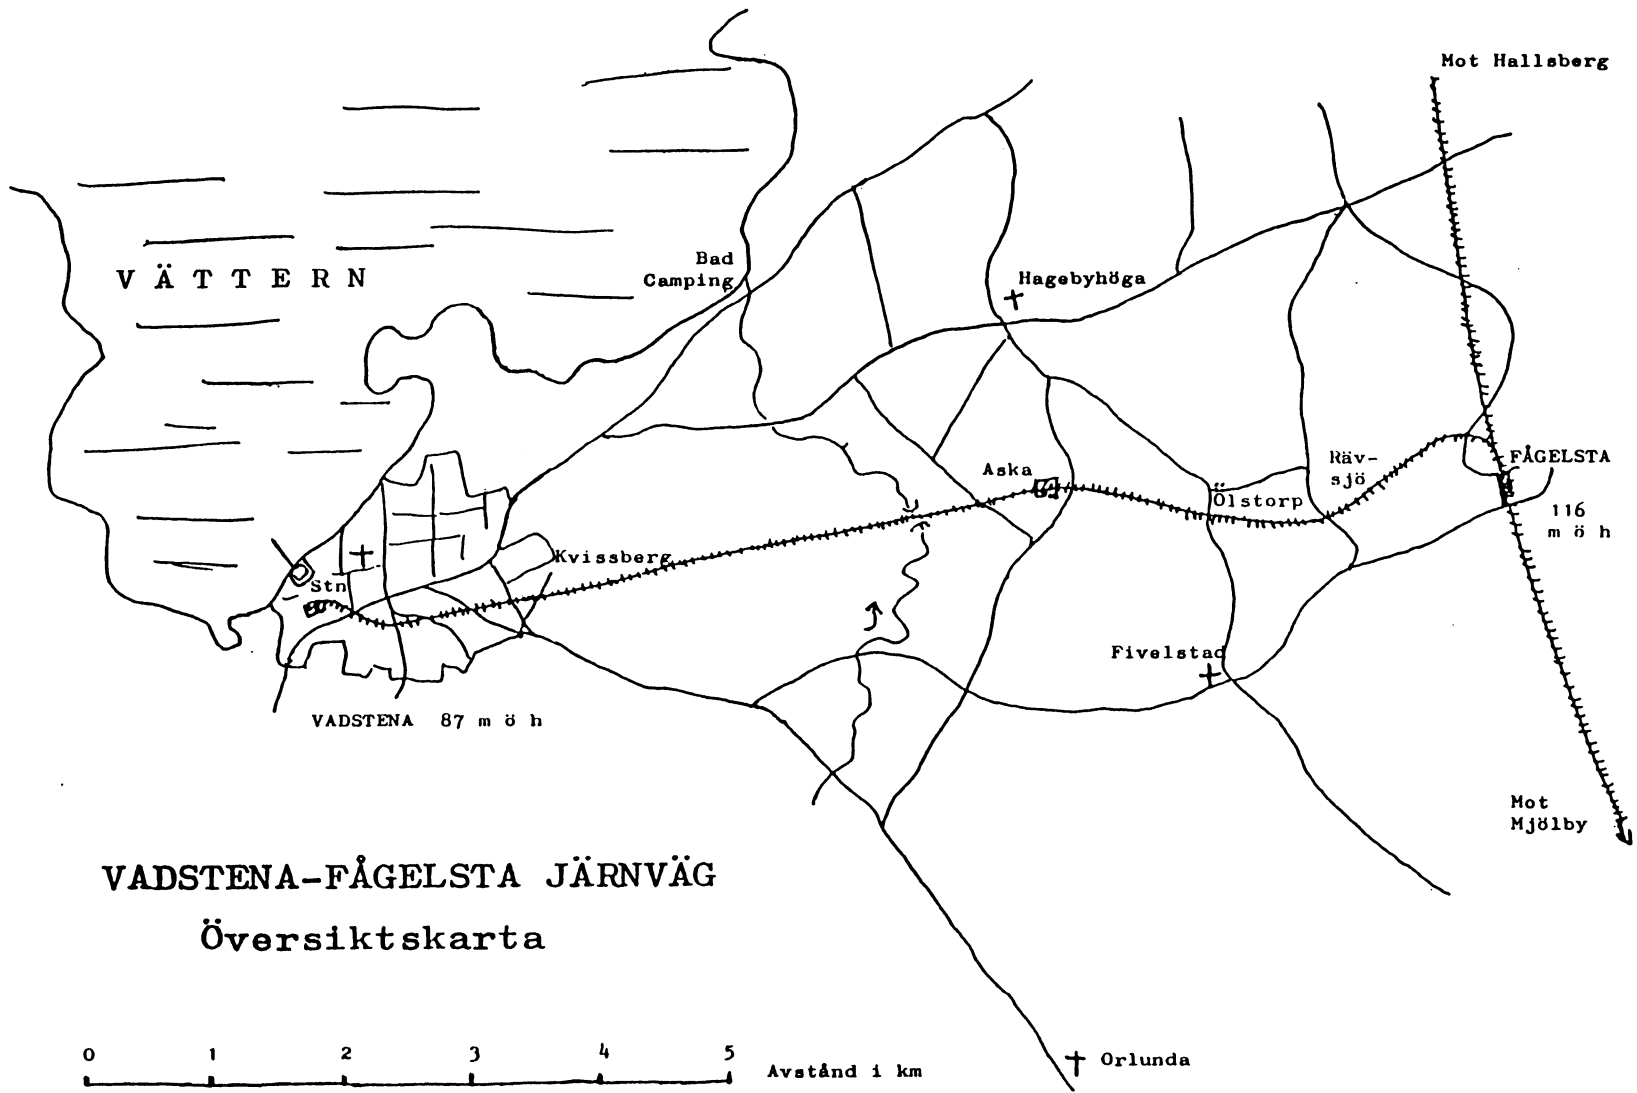 Mot Hallsberg
VÄTTERN
Bad
Camping
Hagebyhöga
Aska
Räv-
sjö
FÅGELSTA
Ölstorp
116
m ö h
Kvissberg
Stn
Fivelstad
VADSTENA 87 m ö h
Mot
Mjölby
VADSTENA-FÅGELSTA JÄRNVÄG
Översiktskarta
0 1 2 3 4 5
Avstånd i km
Orlunda